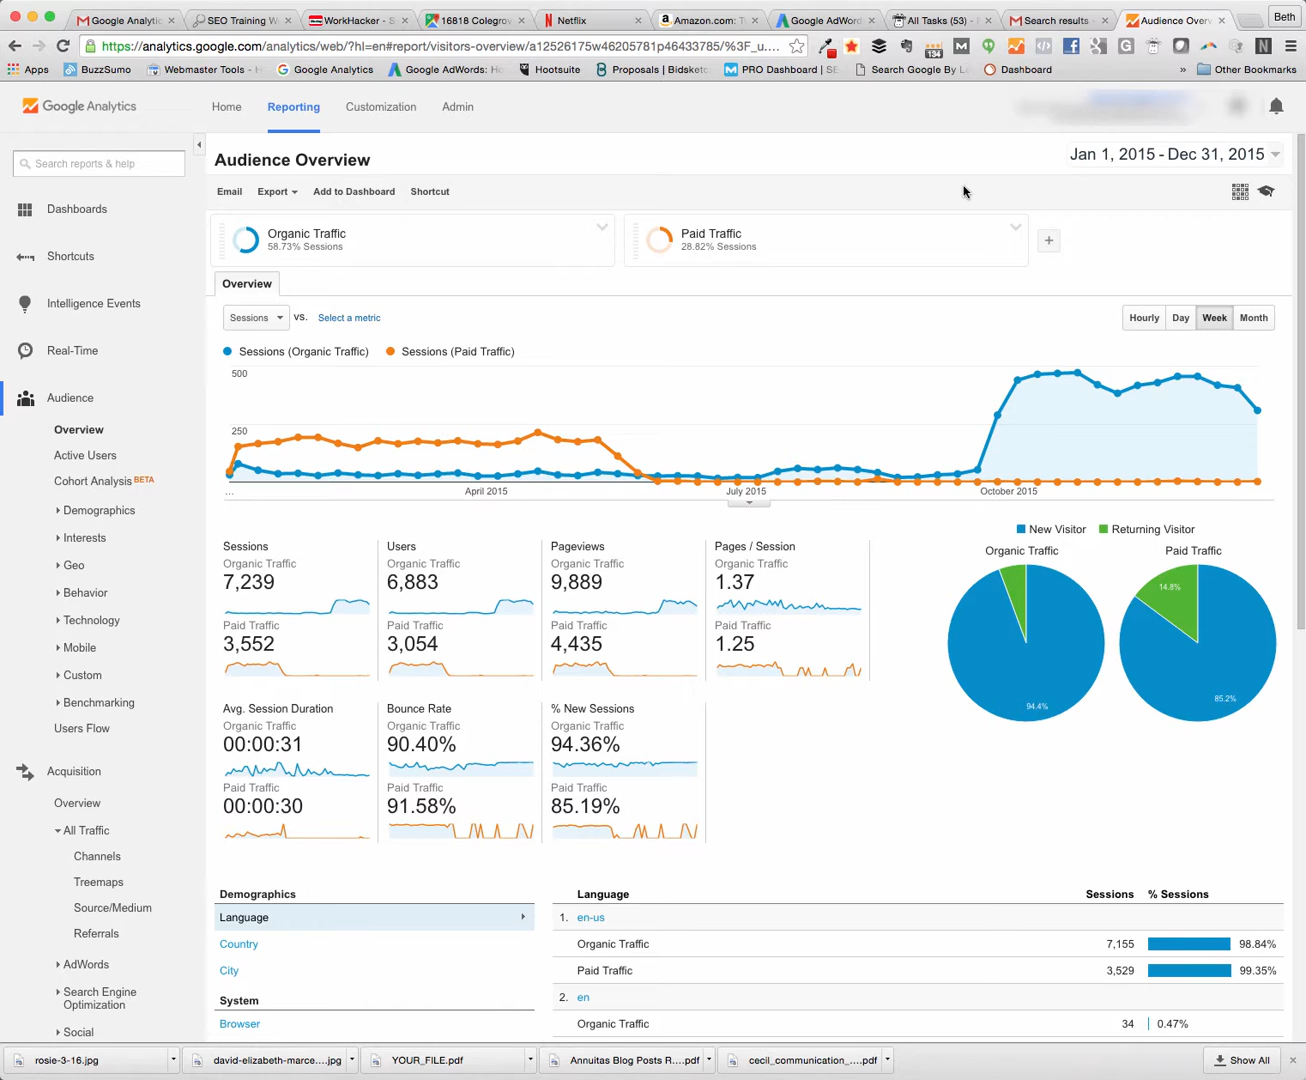 Google Analytic
SEO Training W
WorkHacker - S
16818 Colegrov
Netflix
Amazon.com: T
Google AdWord
All Tasks (53) - F
Search results -
Audience Over
Beth
https://analytics.google.com/analytics/web/?hl=en#report/visitors-overview/a12526175w46205781p46433785/%3F_u....
134
Apps
BuzzSumo
Webmaster Tools - H
Google Analytics
Google AdWords: Ho
Hootsuite
Proposals | Bidsket
PRO Dashboard | SE
Search Google By Lo
Dashboard
»
Other Bookmarks
Google Analytics
Home
Reporting
Customization
Admin
Search reports & help
Audience Overview
Jan 1, 2015 - Dec 31, 2015
Email
Export
Add to Dashboard
Shortcut
Dashboards
Shortcuts
Intelligence Events
Real-Time
Audience
Overview
Active Users
Cohort Analysis BETA
Demographics
Interests
Geo
Behavior
Technology
Mobile
Custom
Benchmarking
Users Flow
Acquisition
Overview
All Traffic
Channels
Treemaps
Source/Medium
Referrals
AdWords
Search Engine
Optimization
Social
Organic Traffic
58.73% Sessions
Paid Traffic
28.82% Sessions
+
Overview
Sessions
vs.
Select a metric
Hourly
Day
Week
Month
Sessions (Organic Traffic)
Sessions (Paid Traffic)
500
250
...
April 2015
July 2015
October 2015
Sessions
Organic Traffic
7,239
Paid Traffic
3,552
Users
Organic Traffic
6,883
Paid Traffic
3,054
Pageviews
Organic Traffic
9,889
Paid Traffic
4,435
Pages / Session
Organic Traffic
1.37
Paid Traffic
1.25
New Visitor
Returning Visitor
Organic Traffic
Paid Traffic
14.8%
94.4%
85.2%
Avg. Session Duration
Organic Traffic
00:00:31
Paid Traffic
00:00:30
Bounce Rate
Organic Traffic
90.40%
Paid Traffic
91.58%
% New Sessions
Organic Traffic
94.36%
Paid Traffic
85.19%
Demographics
Language
Country
City
System
Browser
Language
Sessions
% Sessions
1. en-us
Organic Traffic
7,155
98.84%
Paid Traffic
3,529
99.35%
2. en
Organic Traffic
34
0.47%
rosie-3-16.jpg
david-elizabeth-marce....jpg
YOUR_FILE.pdf
Annuitas Blog Posts R....pdf
cecil_communication_....pdf
Show All